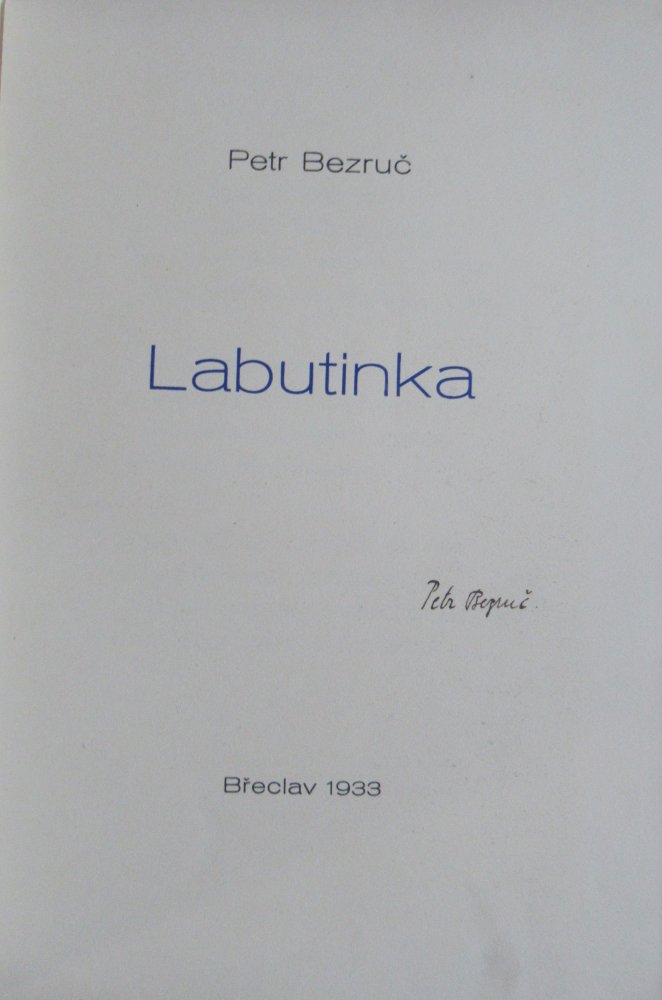 Petr Bezruč
Labutinka
Petr Bezruč.
Břeclav 1933